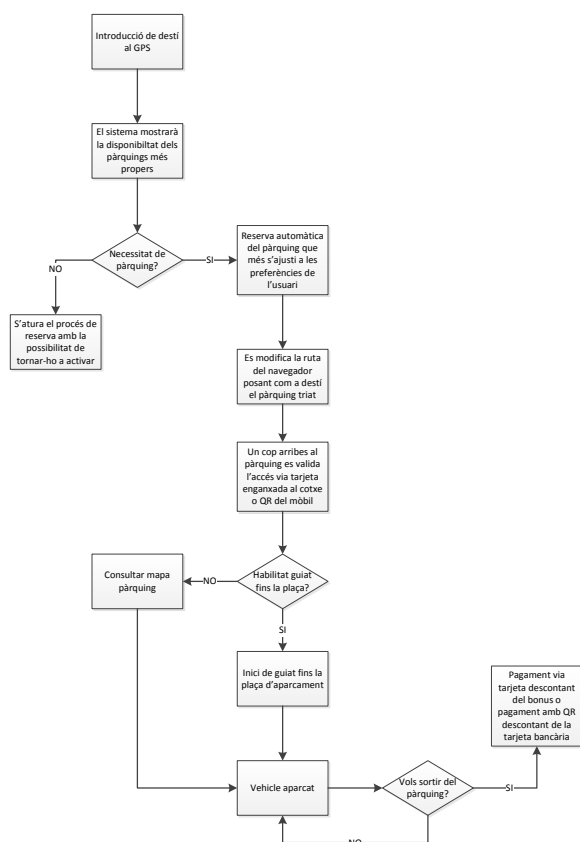 Introducció de destí
al GPS
El sistema mostrarà
la disponibiltat dels
pàrquings més
propers
Necessitat de
pàrquing?
NO
SI
Reserva automàtica
del pàrquing que
més s'ajusti a les
preferències de
l'usuari
S'atura el procés de
reserva amb la
possibilitat de
tornar-ho a activar
Es modifica la ruta
del navegador
posant com a destí
el pàrquing triat
Un cop arribes al
pàrquing es valida
l'accés via tarjeta
enganxada al cotxe
o QR del mòbil
Habilitat guiat
fins la plaça?
NO
Consultar mapa
pàrquing
SI
Inici de guiat fins la
plaça d'aparcament
Pagament via
tarjeta descontant
del bonus o
pagament amb QR
descontant de la
tarjeta bancària
Vehicle aparcat
Vols sortir del
pàrquing?
SI
NO